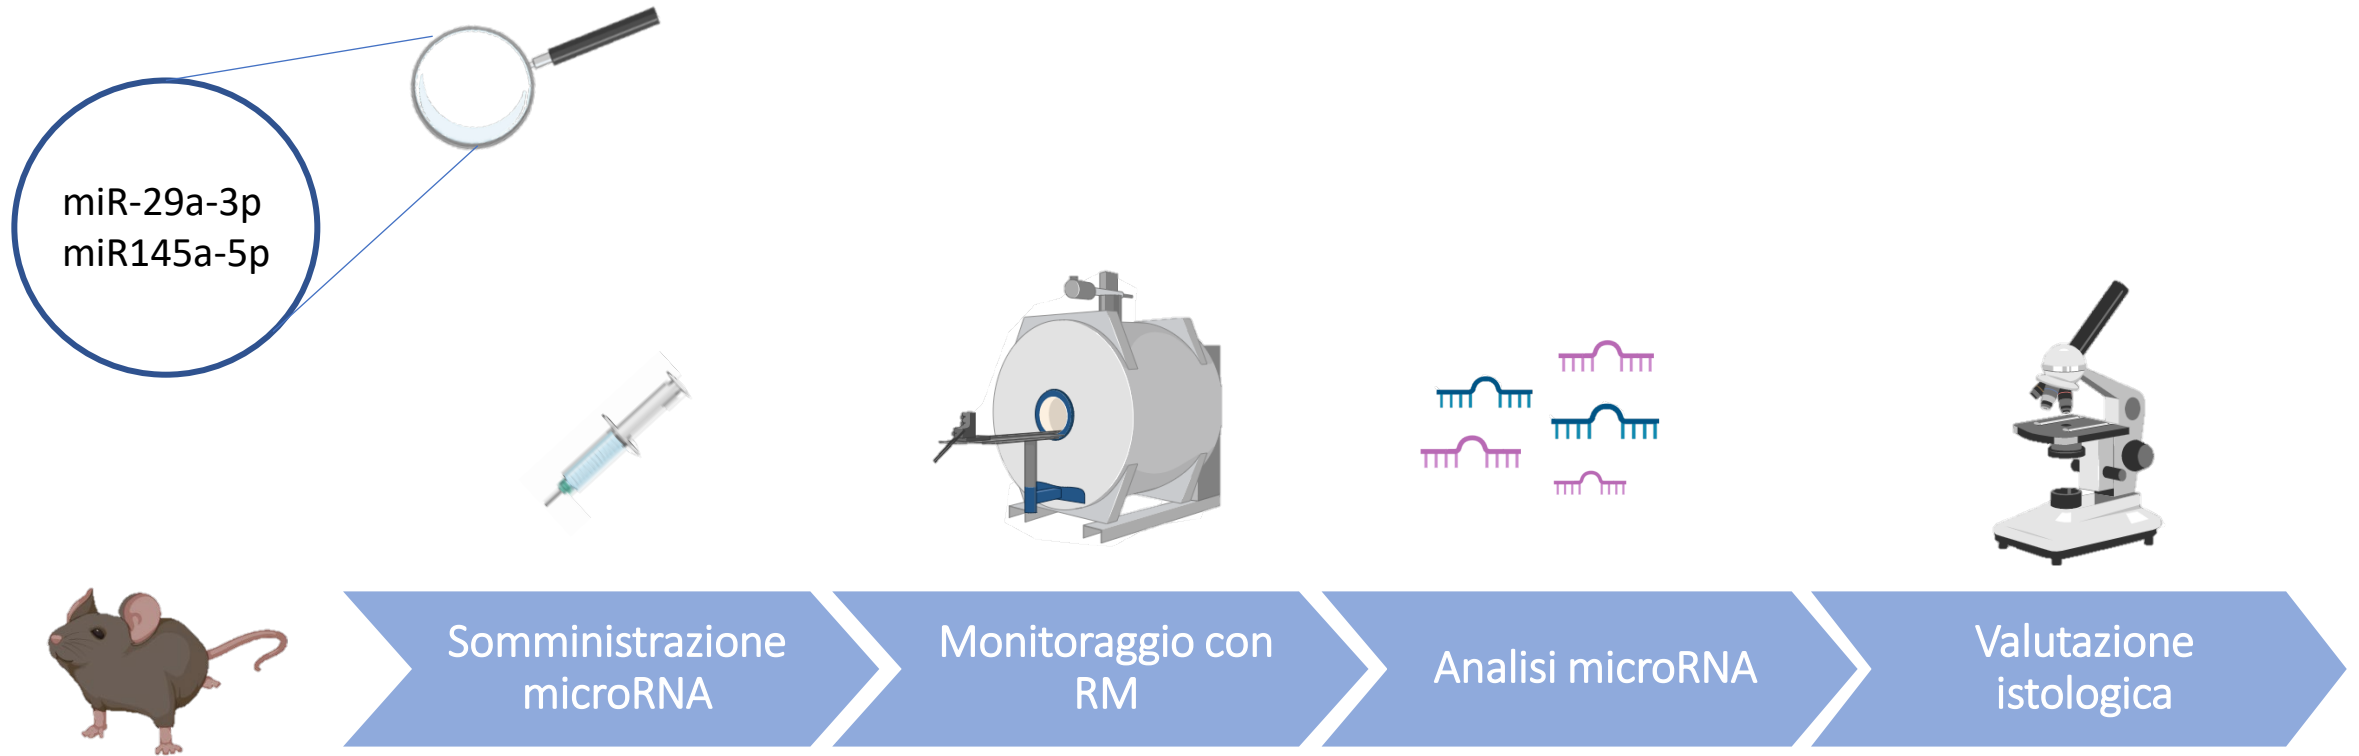 miR-29a-3p
miR145a-5p
Somministrazione
microRNA
Monitoraggio con
RM
Analisi microRNA
Valutazione
istologica